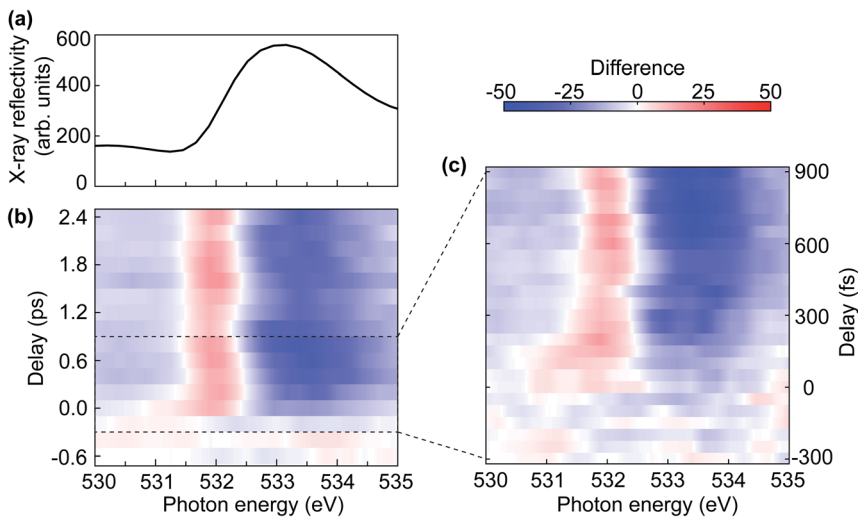 (a)
X-ray reflectivity
(arb. units)
600
400
200
0
Difference
-50 -25 0 25 50
(b)
Delay (ps)
2.4
1.8
1.2
0.6
0.0
-0.6
530 531 532 533 534 535
Photon energy (eV)
(c)
900
600
300
0
-300
Delay (fs)
530 531 532 533 534 535
Photon energy (eV)